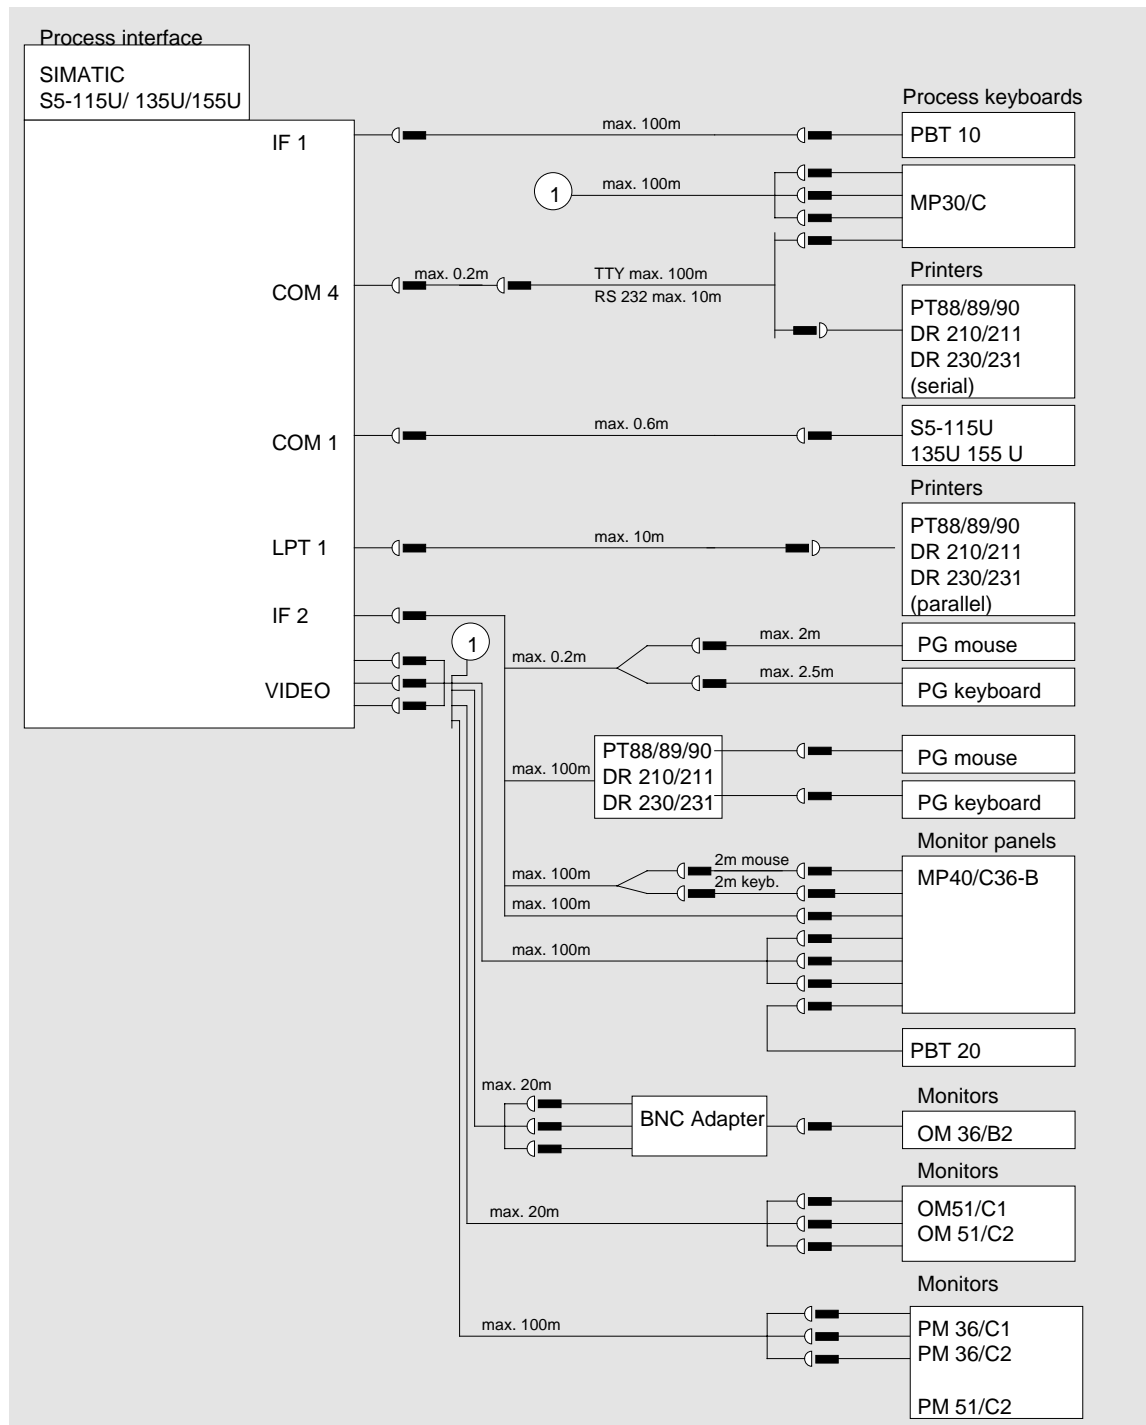 Process interface
SIMATIC
S5-115U/ 135U/155U
Process keyboards
IF 1
max. 100m
PBT 10
1
max. 100m
MP30/C
Printers
COM 4
max. 0.2m
TTY max. 100m
RS 232 max. 10m
PT88/89/90
DR 210/211
DR 230/231
(serial)
COM 1
max. 0.6m
S5-115U
135U 155 U
Printers
LPT 1
max. 10m
PT88/89/90
DR 210/211
DR 230/231
(parallel)
IF 2
1
max. 0.2m
max. 2m
PG mouse
VIDEO
max. 2.5m
PG keyboard
max. 100m
PT88/89/90
DR 210/211
DR 230/231
PG mouse
PG keyboard
Monitor panels
max. 100m
2m mouse
2m keyb.
MP40/C36-B
max. 100m
max. 100m
PBT 20
max. 20m
BNC Adapter
Monitors
OM 36/B2
Monitors
max. 20m
OM51/C1
OM 51/C2
Monitors
max. 100m
PM 36/C1
PM 36/C2
PM 51/C2